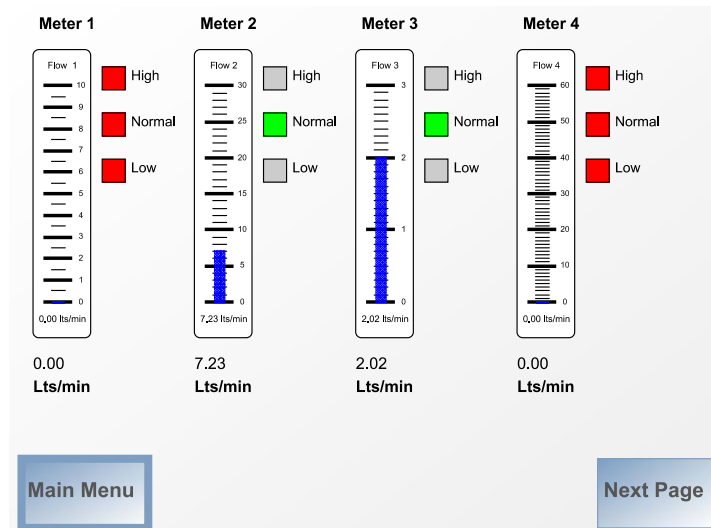 Meter 1
Flow 1
10
9
8
7
6
5
4
3
2
1
0
0.00 lts/min
High
Normal
Low
0.00
Lts/min
Meter 2
Flow 2
30
25
20
15
10
5
0
7.23 lts/min
High
Normal
Low
7.23
Lts/min
Meter 3
Flow 3
3
2
1
0
2.02 lts/min
High
Normal
Low
2.02
Lts/min
Meter 4
Flow 4
60
50
40
30
20
10
0
0.00 lts/min
High
Normal
Low
0.00
Lts/min
Main Menu
Next Page